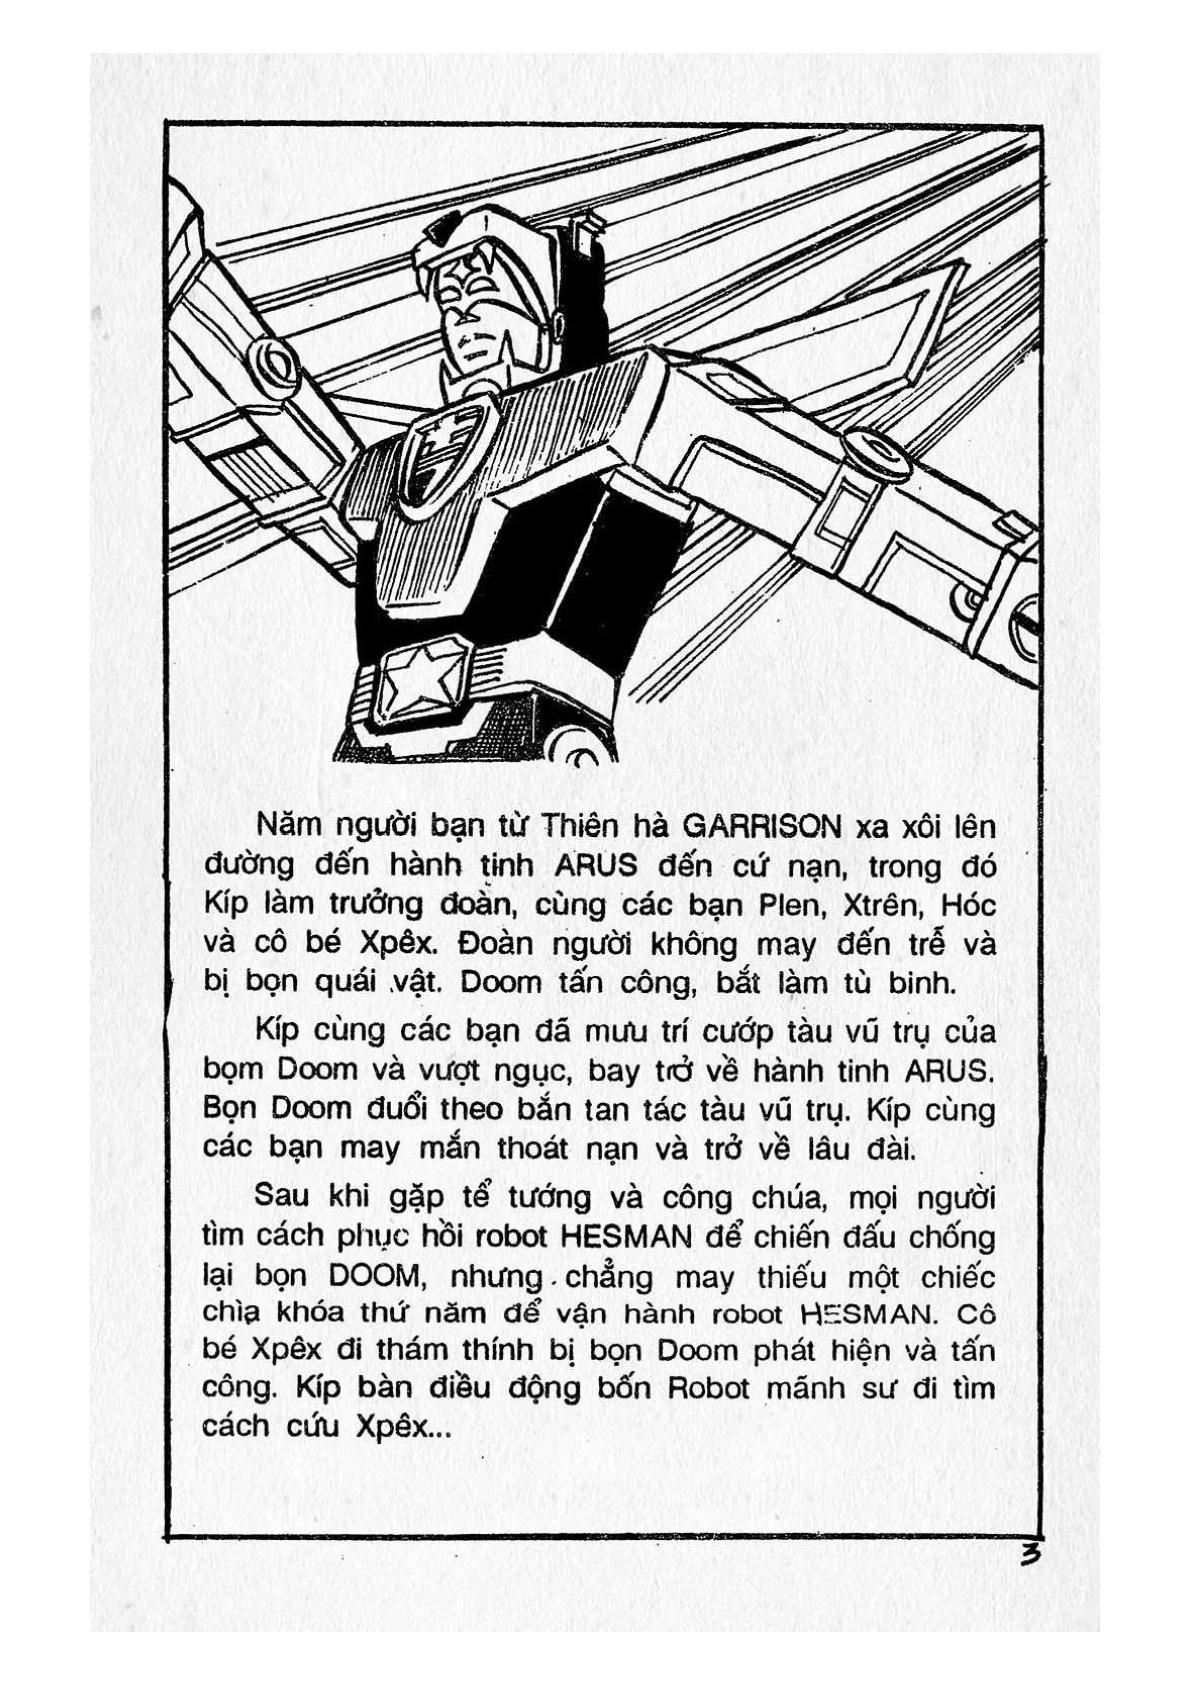 Năm người bạn từ Thiên hà GARRISON xa xôi lên
đường đến hành tinh ARUS đến cứ nạn, trong đó
Kíp làm trưởng đoàn, cùng các bạn Plen, Xtrên, Hóc
và cô bé Xpêx. Đoàn người không may đến trễ và
bị bọn quái vật. Doom tấn công, bắt làm tù binh.
Kíp cùng các bạn đã mưu trí cướp tàu vũ trụ của
bọm Doom và vượt ngục, bay trở về hành tinh ARUS.
Bọn Doom đuổi theo bắn tan tác tàu vũ trụ. Kíp cùng
các bạn may mắn thoát nạn và trở về lâu đài.
Sau khi gặp tể tướng và công chúa, mọi người
tìm cách phục hồi robot HESMAN để chiến đấu chống
lại bọn DOOM, nhưng chẳng may thiếu một chiếc
chìa khóa thứ năm để vận hành robot HESMAN. Cô
bé Xpêx đi thám thính bị bọn Doom phát hiện và tấn
công. Kíp bàn điều động bốn Robot mãnh sư đi tìm
cách cứu Xpêx...
3